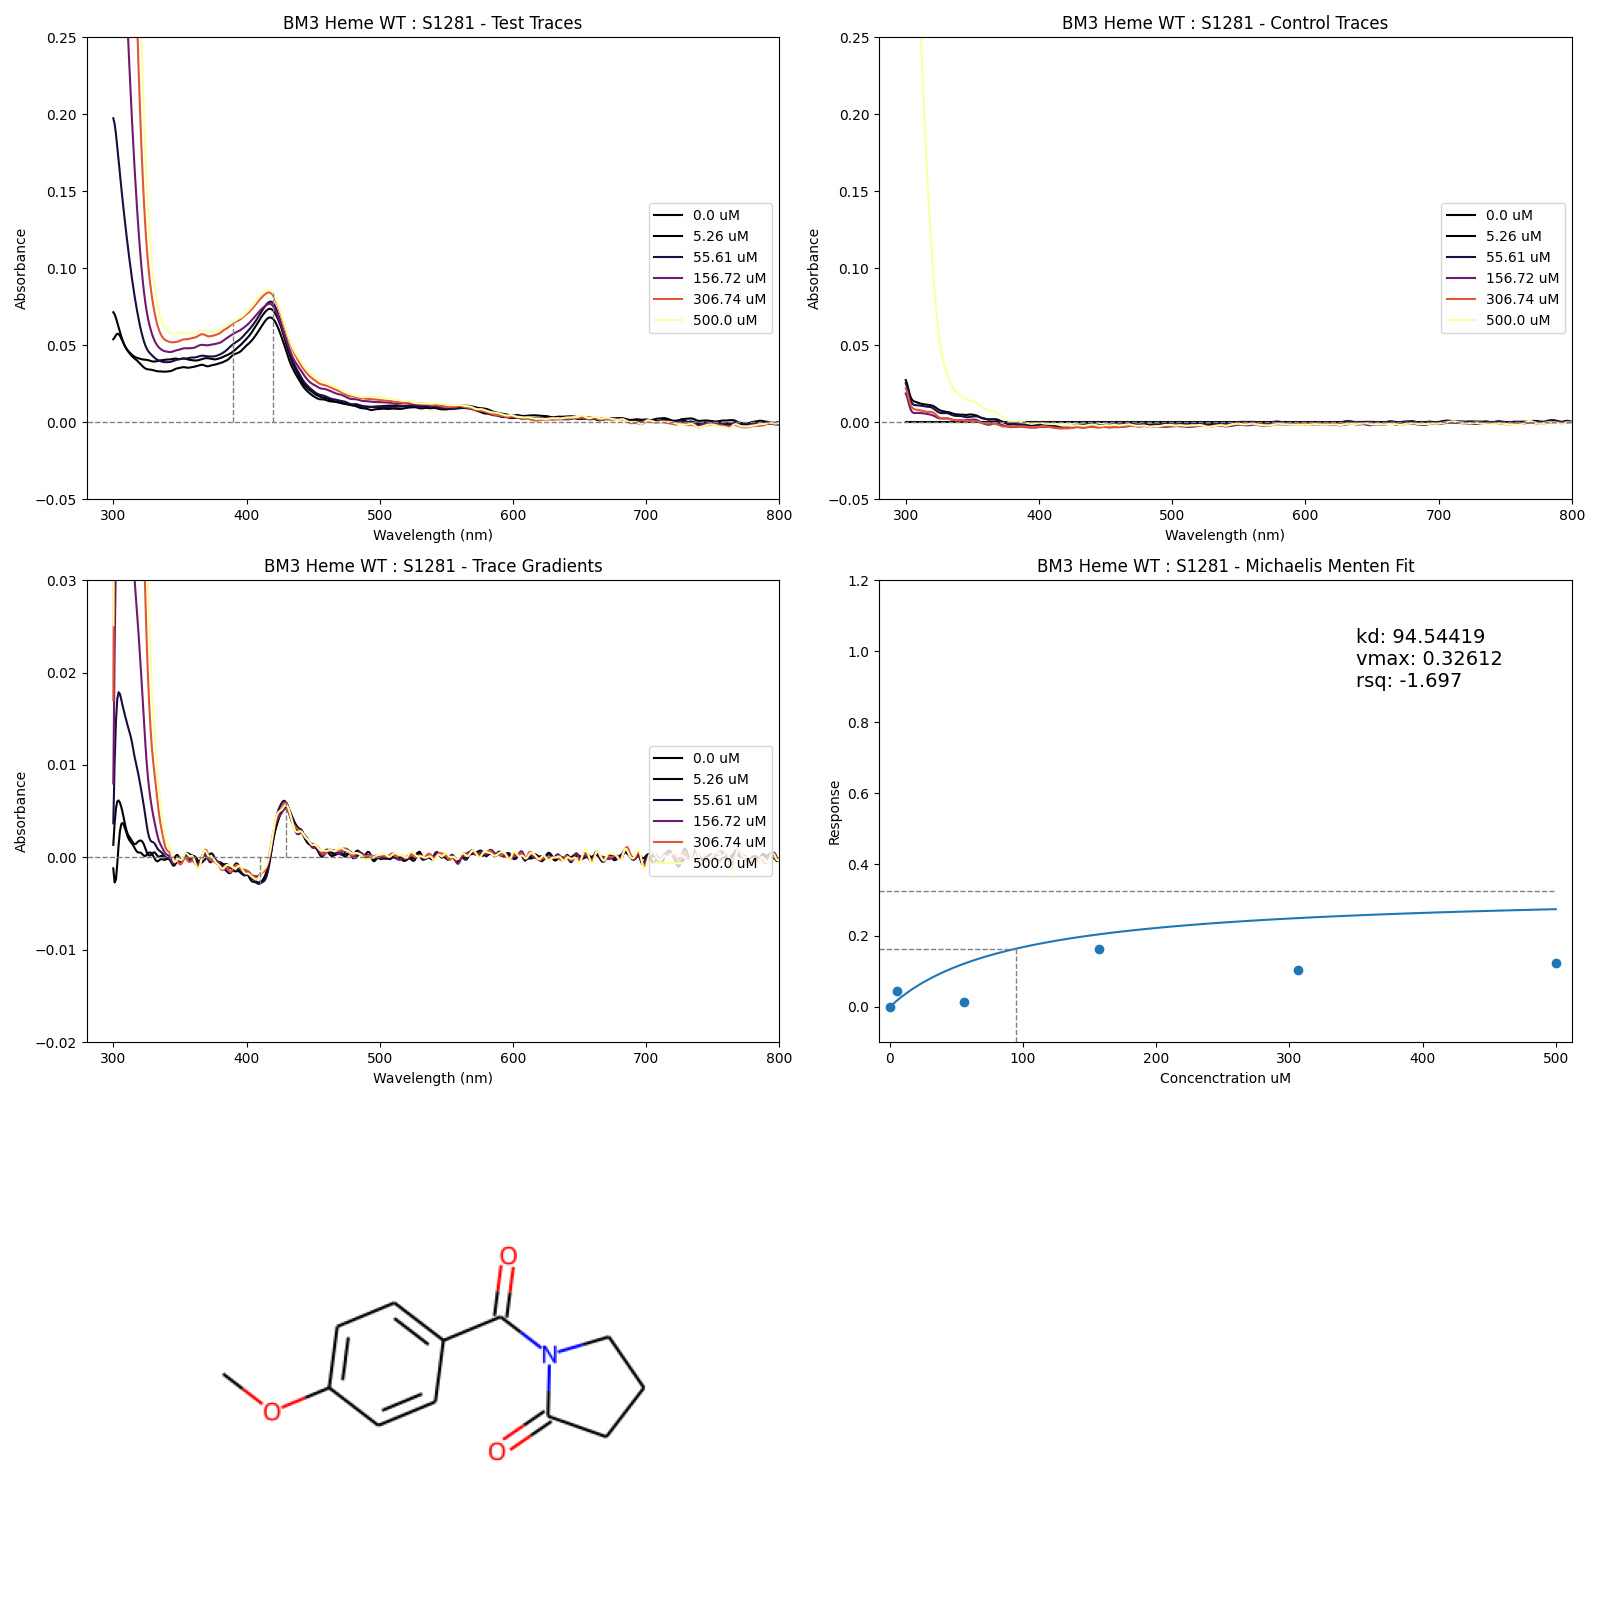 BM3 Heme WT : S1281 - Test Traces
0.25
0.20
0.15
0.10
0.05
0.00
−0.05
Absorbance
300 400 500 600 700 800
Wavelength (nm)
0.0 uM
5.26 uM
55.61 uM
156.72 uM
306.74 uM
500.0 uM
BM3 Heme WT : S1281 - Control Traces
0.25
0.20
0.15
0.10
0.05
0.00
−0.05
Absorbance
300 400 500 600 700 800
Wavelength (nm)
0.0 uM
5.26 uM
55.61 uM
156.72 uM
306.74 uM
500.0 uM
BM3 Heme WT : S1281 - Trace Gradients
0.03
0.02
0.01
0.00
−0.01
−0.02
Absorbance
300 400 500 600 700 800
Wavelength (nm)
0.0 uM
5.26 uM
55.61 uM
156.72 uM
306.74 uM
500.0 uM
BM3 Heme WT : S1281 - Michaelis Menten Fit
1.2
1.0
0.8
0.6
0.4
0.2
0.0
Response
0 100 200 300 400 500
Concenctration uM
kd: 94.54419
vmax: 0.32612
rsq: -1.697
O
N
O
O